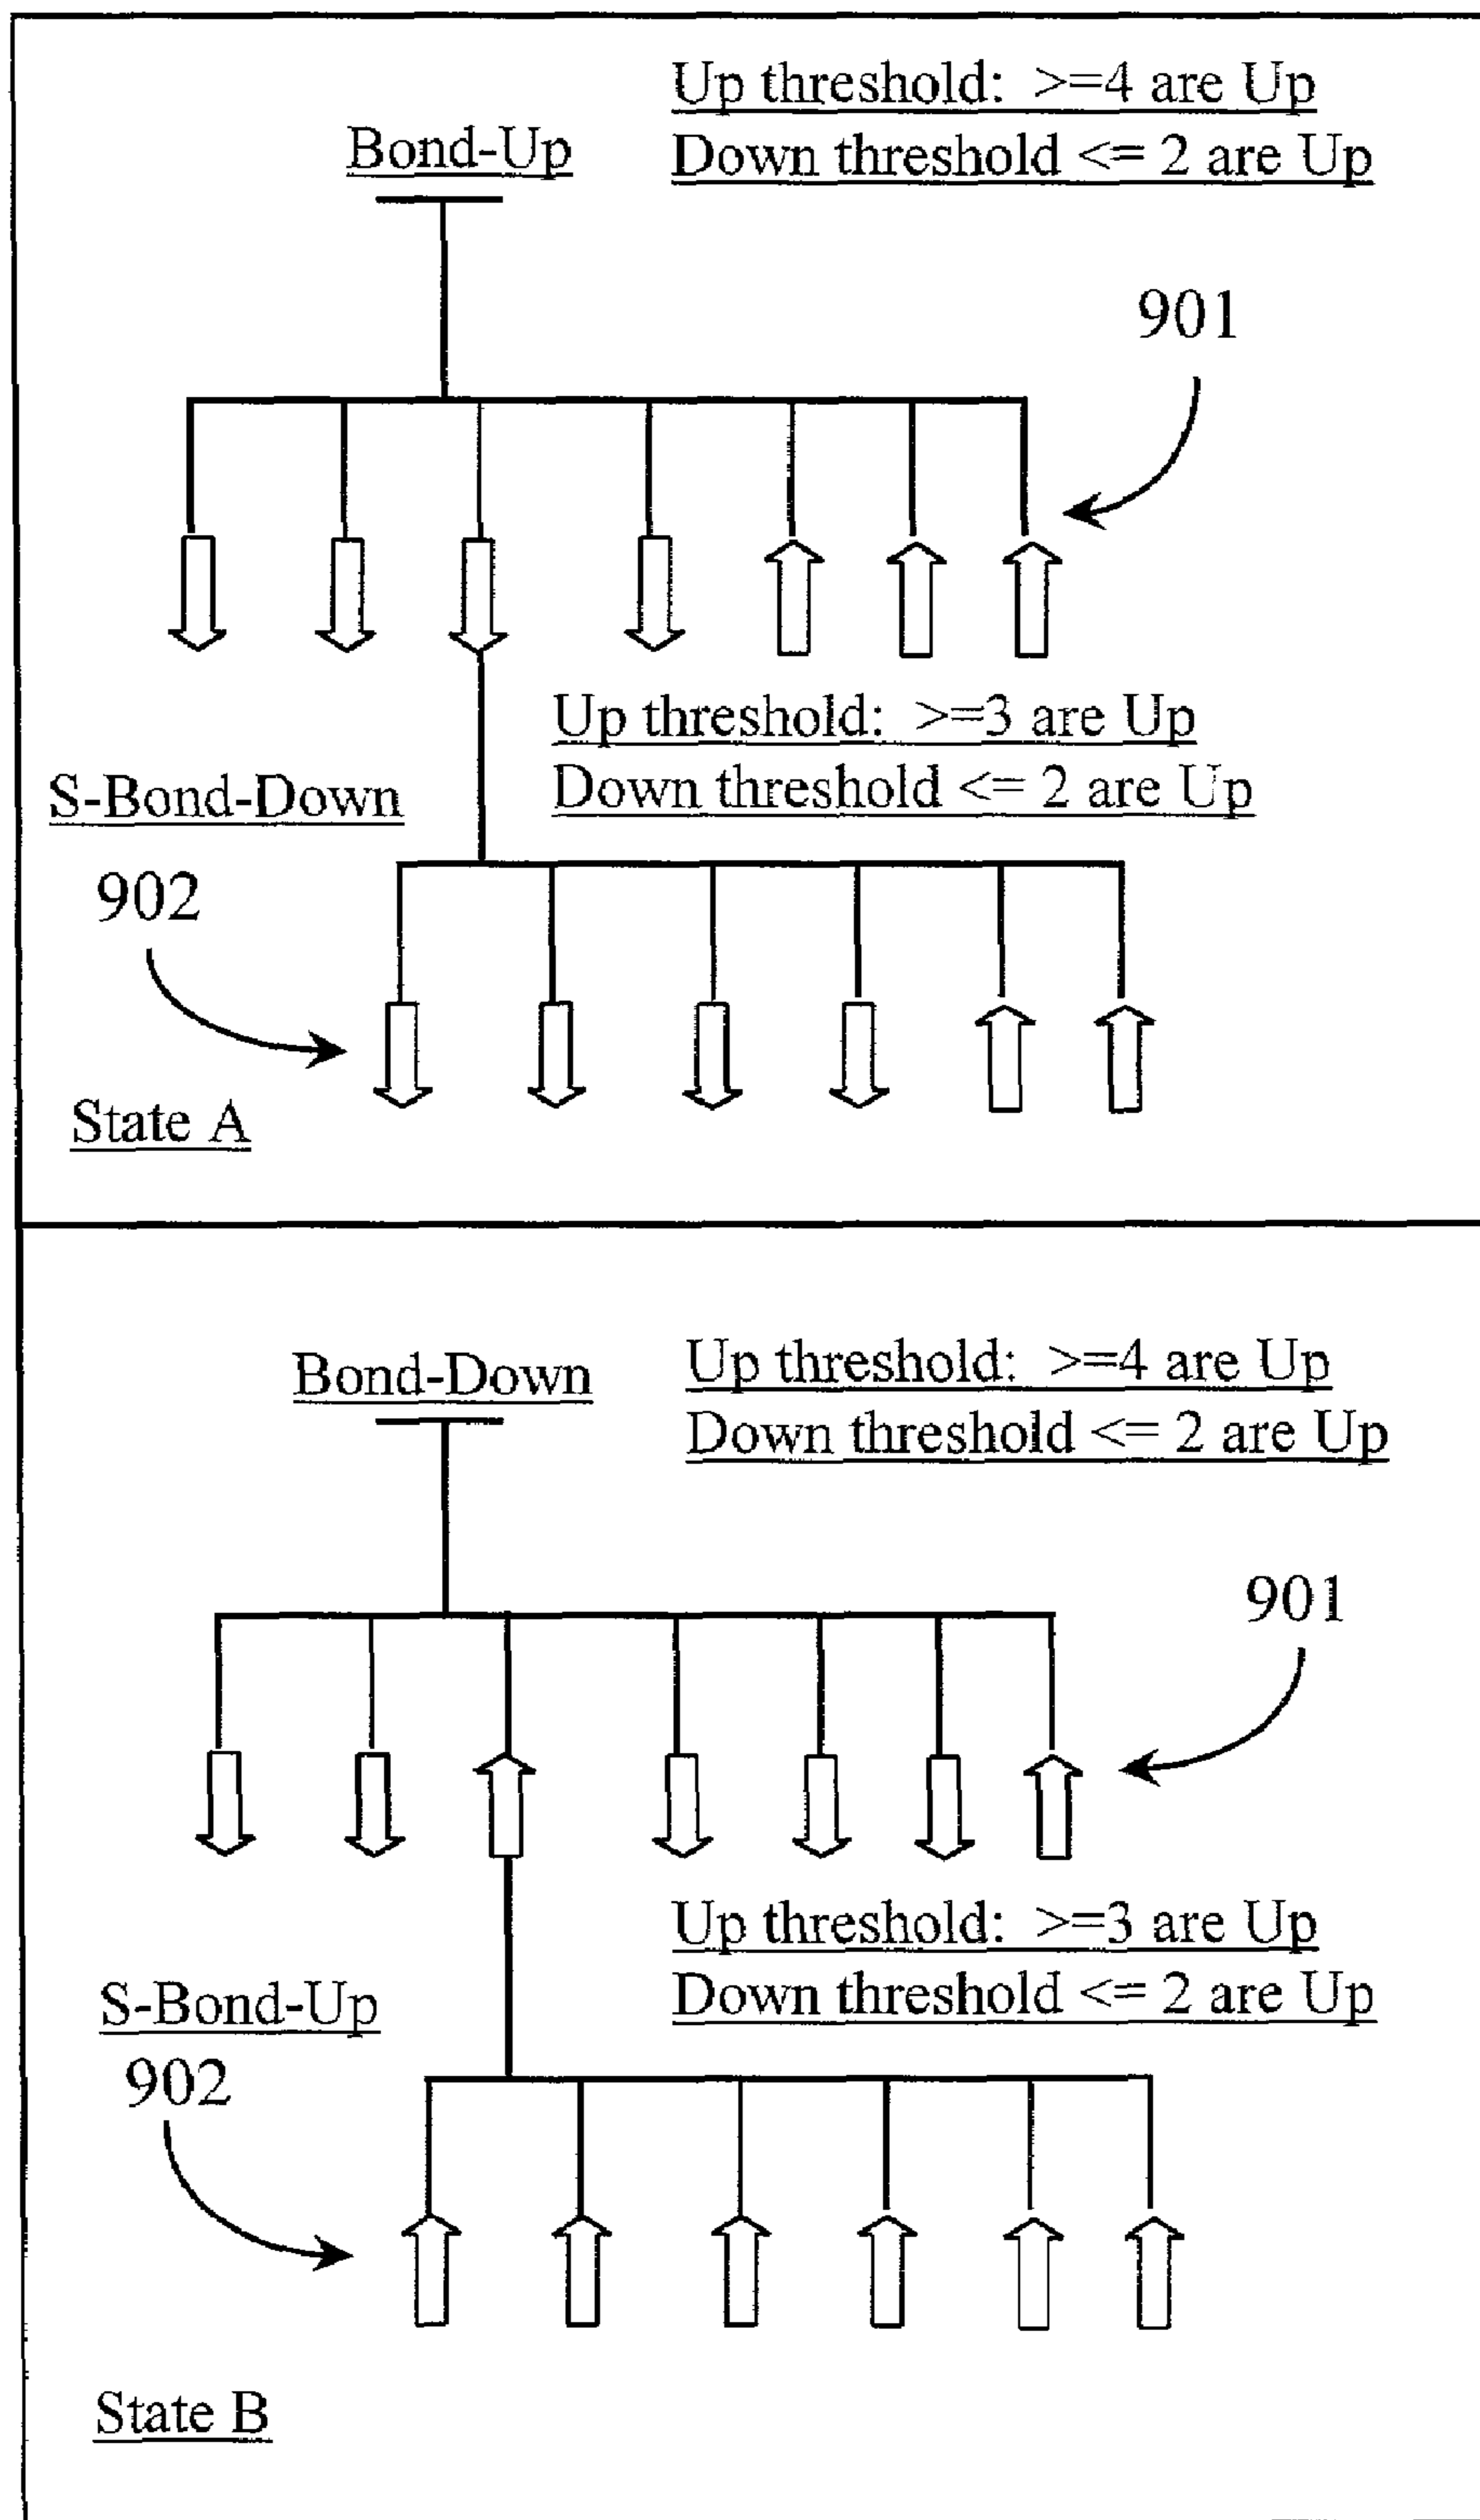 Up threshold: >=4 are Up
Bond-Up
Down threshold <= 2 are Up
901
Up threshold: >=3 are Up
S-Bond-Down
Down threshold <= 2 are Up
902
State A
Bond-Down
Up threshold: >=4 are Up
Down threshold <= 2 are Up
901
Up threshold: >=3 are Up
S-Bond-Up
Down threshold <= 2 are Up
902
State B